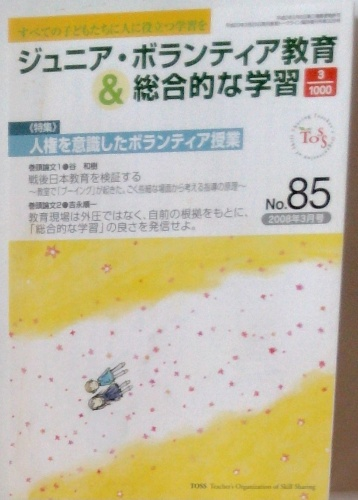 すべての子どもたちに人に役立つ学習を
ジュニア・ボランティア教育
&総合的な学習
3
1000
TOSS
〈特集〉
人権を意識したボランティア授業
巻頭論文1●谷 和樹
戦後日本教育を検証する
巻頭論文2●吉永順一
教育現場は外圧ではなく、自前の根拠をもとに、
「総合的な学習」の良さを発信せよ。
No.85
2008年3月号
TOSS Teacher's Organization of Skill Sharing